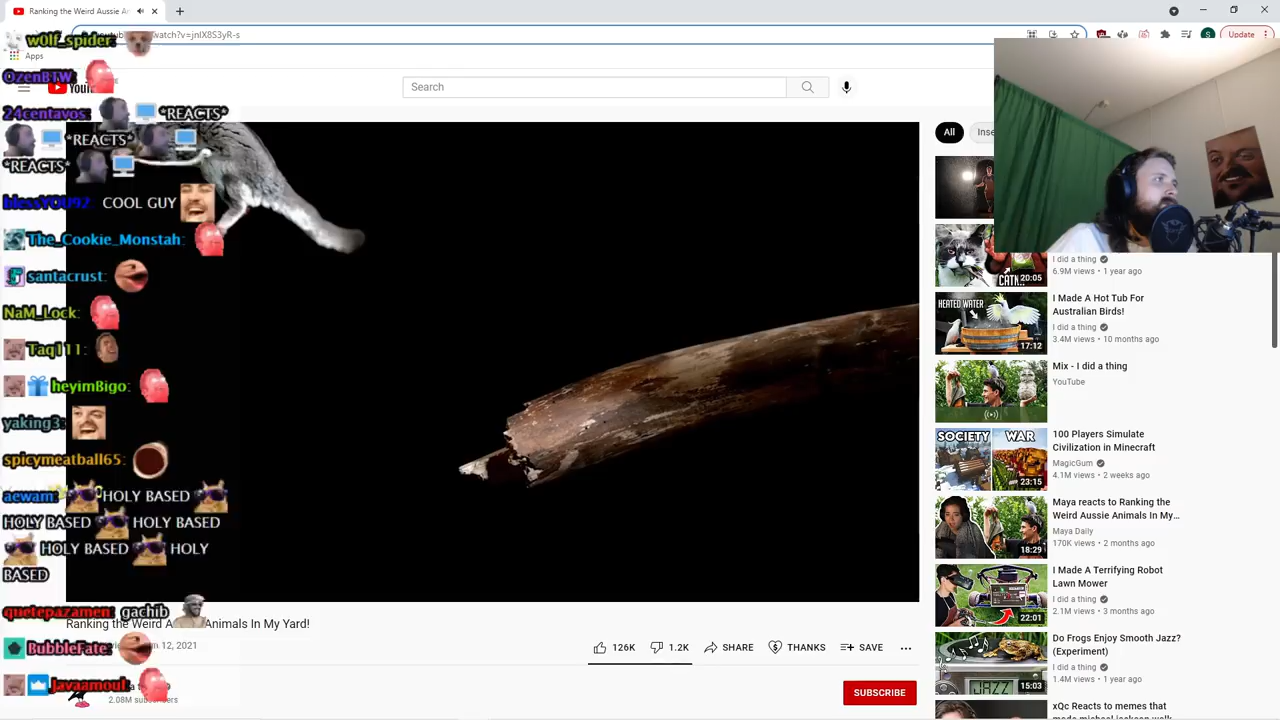 Ranking the Weird Aussie A
watch?v=jnIX8S3yR-s
Update
Apps
w0lf_spider:
OzenBTW:
24centavos: *REACTS*
*REACTS*
*REACTS*
blessYOU92: COOL GUY
The_Cookie_Monstah:
santacrust:
NaM_Lock:
Taq111:
heyimBigo:
yaking3:
spicymeatball65:
aewam: HOLY BASED
HOLY BASED HOLY BASED
HOLY BASED HOLY
BASED
quetepazamen: gachib
BubbleFate:
Javaamoul:
Search
Ranking the Weird A Animals In My Yard!
12, 2021
126K
1.2K
SHARE
THANKS
SAVE
2.08M subscribers
SUBSCRIBE
All
Inse
CATN
20:05
I did a thing
6.9M views • 1 year ago
HEATED WATER
17:12
I Made A Hot Tub For
Australian Birds!
I did a thing
3.4M views • 10 months ago
Mix - I did a thing
YouTube
SOCIETY WAR
23:15
100 Players Simulate
Civilization in Minecraft
MagicGum
4.1M views • 2 weeks ago
18:29
Maya reacts to Ranking the
Weird Aussie Animals In My...
Maya Daily
170K views • 2 months ago
22:01
I Made A Terrifying Robot
Lawn Mower
I did a thing
2.1M views • 3 months ago
JAZZ
15:03
Do Frogs Enjoy Smooth Jazz?
(Experiment)
I did a thing
1.4M views • 1 year ago
xQc Reacts to memes that